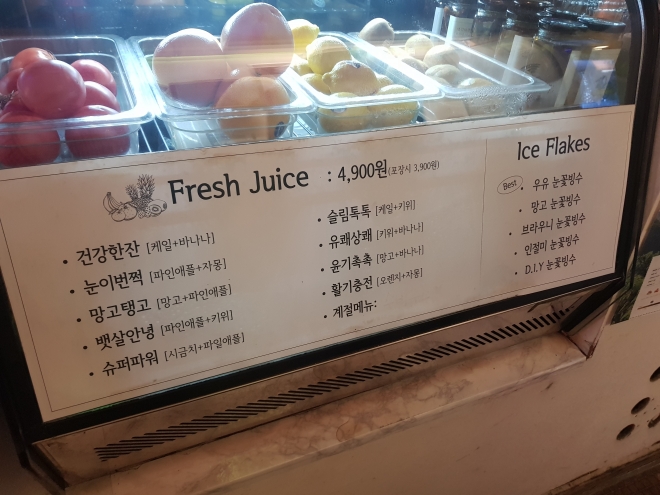 Fresh Juice : 4,900원(포장시 3,900원)
• 건강한잔 [케일+바나나]
• 눈이번쩍 [파인애플+자몽]
• 망고탱고 [망고+파인애플]
• 뱃살안녕 [파인애플+키위]
• 슈퍼파워 [시금치+파일애플]
• 슬림톡톡 [케일+키위]
• 유쾌상쾌 [키위+바나나]
• 윤기촉촉 [망고+바나나]
• 활기충전 [오렌지+자몽]
• 계절메뉴:
Ice Flakes
Best • 우유 눈꽃빙수
• 망고 눈꽃빙수
• 브라우니 눈꽃빙수
• 인절미 눈꽃빙수
• D.I.Y 눈꽃빙수